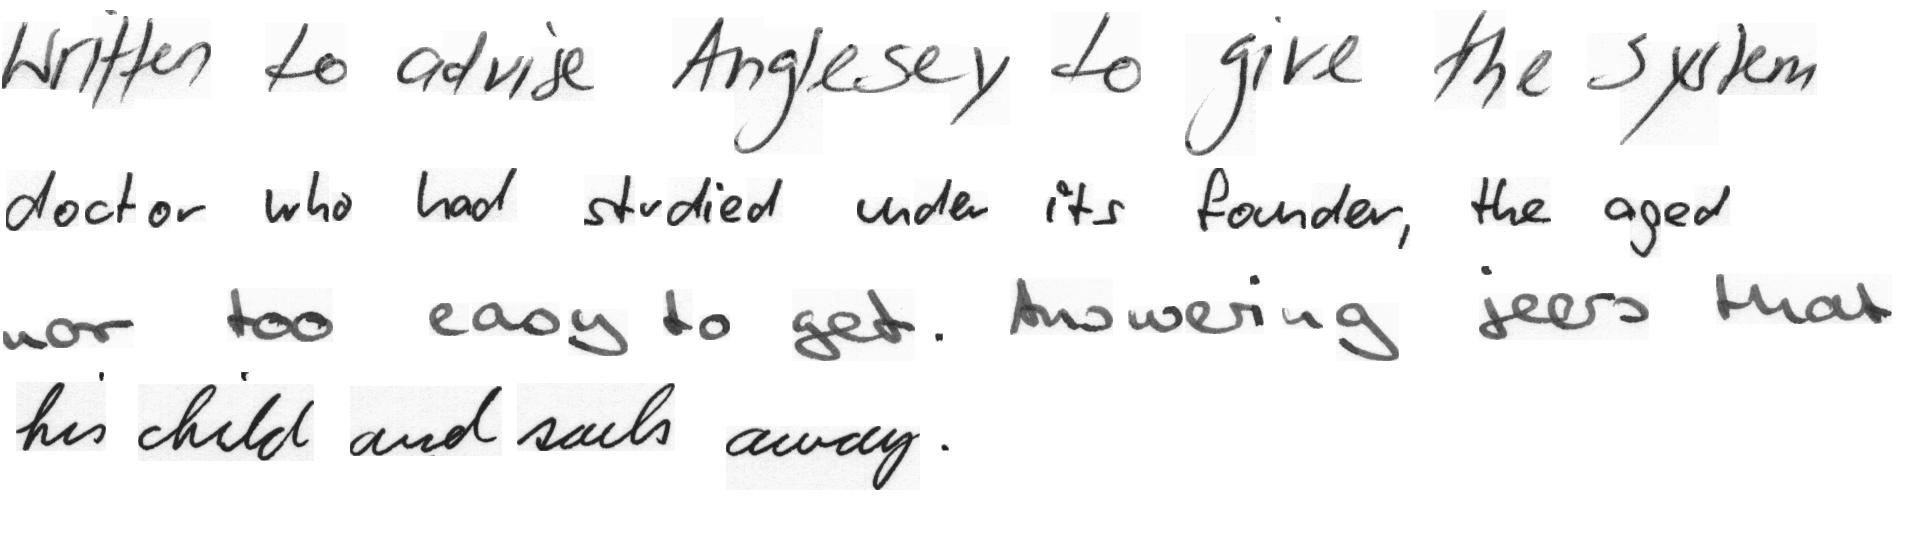 written to advise Anglesey to give the system
doctor who had studied under its founder, the aged
nor too easy to get. Answering jeers that
his child and sails away.